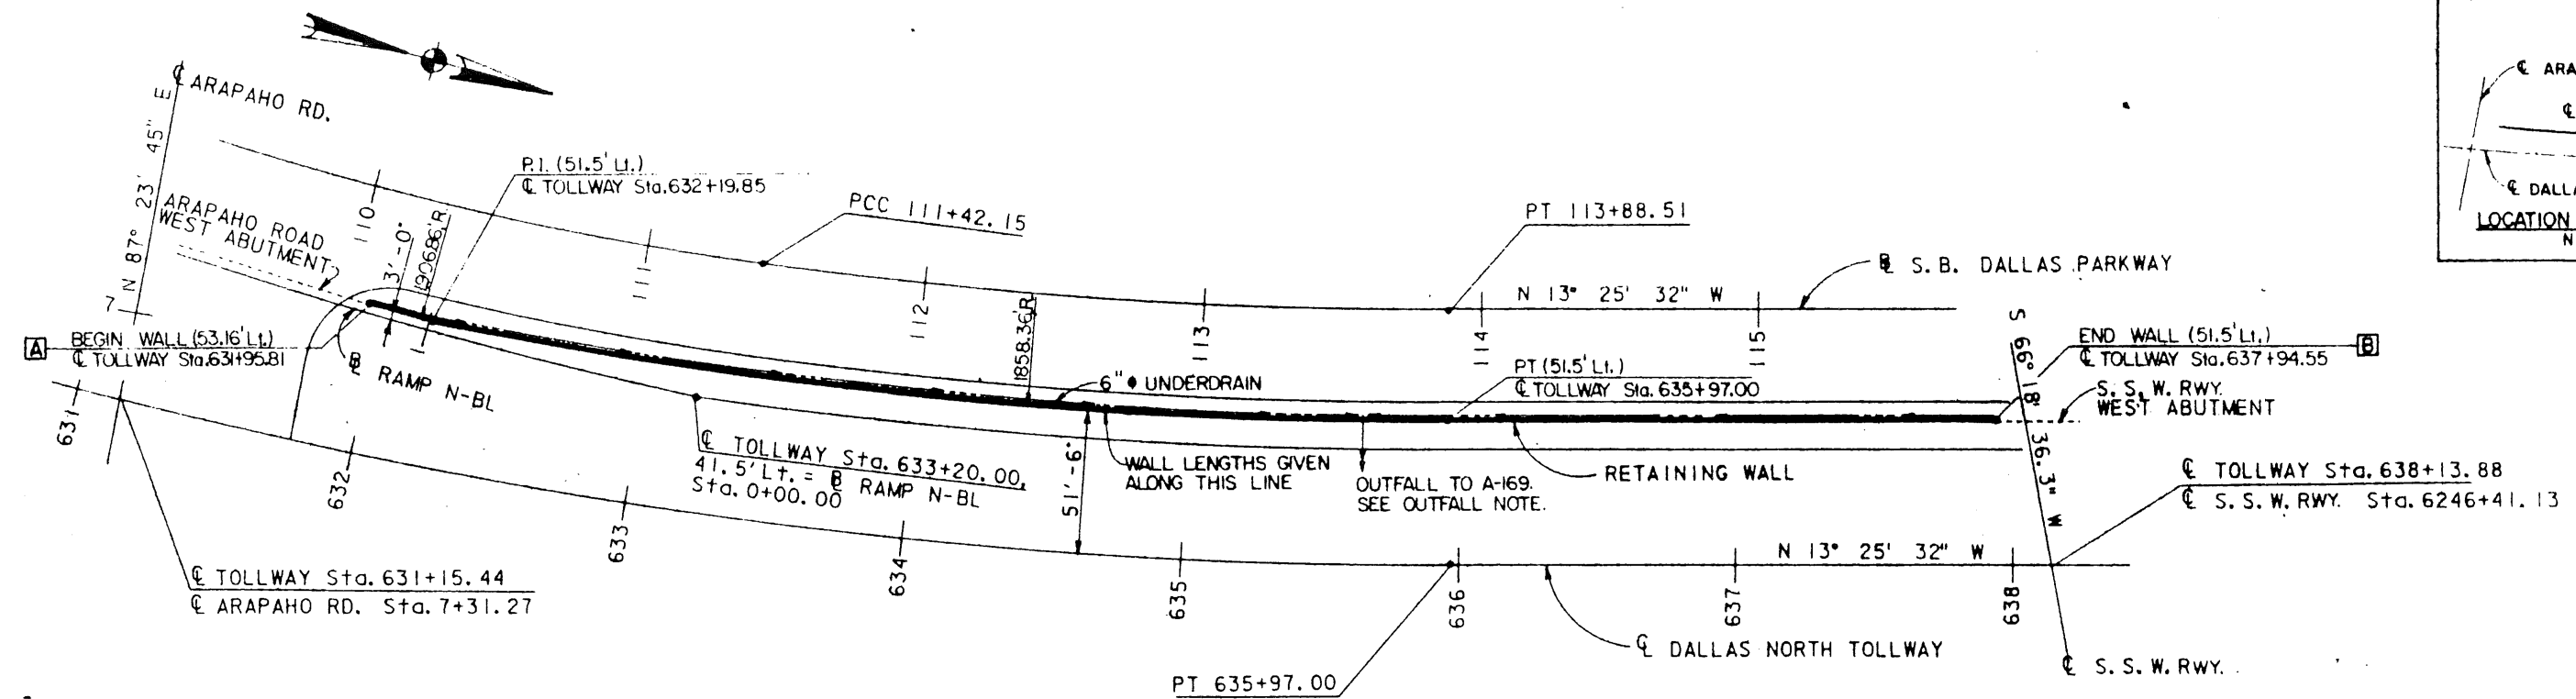 ℄ ARAPAHO RD.
N 87° 23' 45" E
ARAPAHO ROAD
WEST ABUTMENT
7
110
3'-0"
1906.86' R.
P.I. (51.5' Lt.)
℄ TOLLWAY Sta. 632+19.85
111
PCC 111+42.15
112
1858.36' R.
113
PT 113+88.51
114
N 13° 25' 32" W
115
S.B. DALLAS PARKWAY
A
BEGIN WALL (53.16' Lt.)
℄ TOLLWAY Sta. 631+95.81
1
RAMP N-BL
6" UNDERDRAIN
PT (51.5' Lt.)
℄ TOLLWAY Sta. 635+97.00
S 66° 18' 36.3" W
END WALL (51.5' Lt.)
℄ TOLLWAY Sta. 637+94.55
B
S. S. W. RWY.
WEST ABUTMENT
℄ TOLLWAY Sta. 633+20.00,
41.5' Lt. = RAMP N-BL
Sta. 0+00.00
51'-6"
WALL LENGTHS GIVEN
ALONG THIS LINE
OUTFALL TO A-169.
SEE OUTFALL NOTE.
RETAINING WALL
℄ TOLLWAY Sta. 638+13.88
℄ S. S. W. RWY. Sta. 6246+41.13
631
632
633
634
635
636
637
638
N 13° 25' 32" W
℄ TOLLWAY Sta. 631+15.44
℄ ARAPAHO RD. Sta. 7+31.27
PT 635+97.00
℄ DALLAS NORTH TOLLWAY
℄ S. S. W. RWY.
℄ ARA
℄
℄ DALLA
LOCATION
N